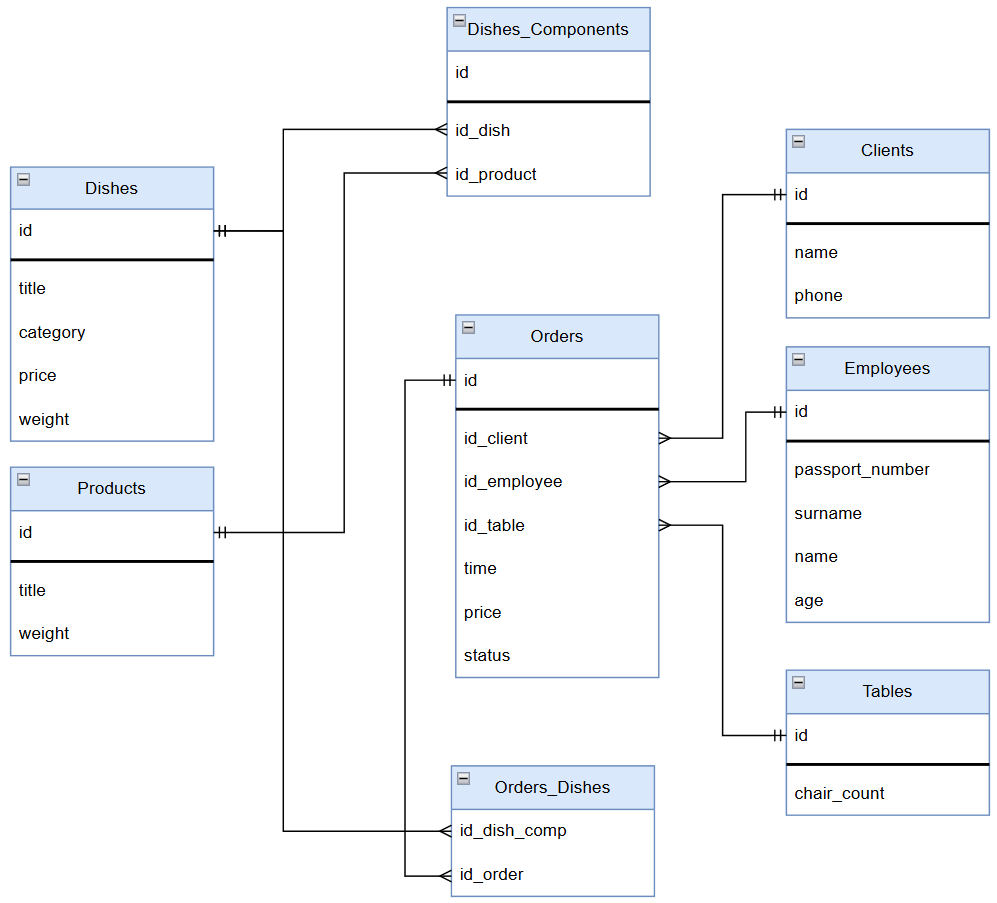 Dishes_Components
id
id_dish
id_product
Dishes
id
title
category
price
weight
Products
id
title
weight
Orders
id
id_client
id_employee
id_table
time
price
status
Orders_Dishes
id_dish_comp
id_order
Clients
id
name
phone
Employees
id
passport_number
surname
name
age
Tables
id
chair_count